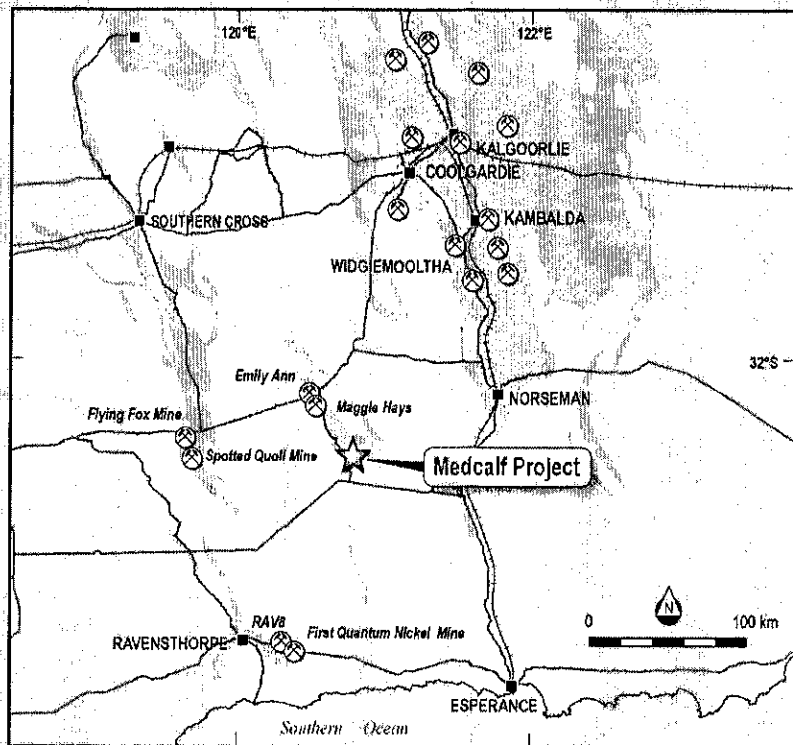 120°E
122°E
KALGOORLIE
COOLGARDIE
SOUTHERN CROSS
KAMBALDA
WIDGIEMOOLTHA
32°S
Emily Ann
NORSEMAN
Maggie Hays
Flying Fox Mine
Spotted Quoll Mine
Medcalf Project
N
0
100 km
RAV8
RAVENSTHORPE
First Quantum Nickel Mine
ESPERANCE
Southern Ocean